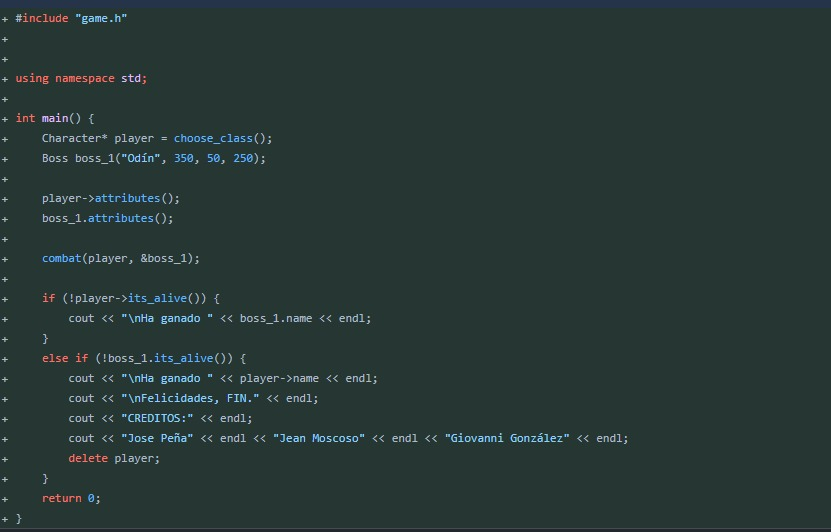 + #include "game.h"
+
+
+ using namespace std;
+
+ int main() {
+     Character* player = choose_class();
+     Boss boss_1("Odín", 350, 50, 250);
+
+     player->attributes();
+     boss_1.attributes();
+
+     combat(player, &boss_1);
+
+     if (!player->its_alive()) {
+         cout << "\nHa ganado " << boss_1.name << endl;
+     }
+     else if (!boss_1.its_alive()) {
+         cout << "\nHa ganado " << player->name << endl;
+         cout << "\nFelicidades, FIN." << endl;
+         cout << "CREDITOS:" << endl;
+         cout << "Jose Peña" << endl << "Jean Moscoso" << endl << "Giovanni González" << endl;
+         delete player;
+     }
+     return 0;
+ }